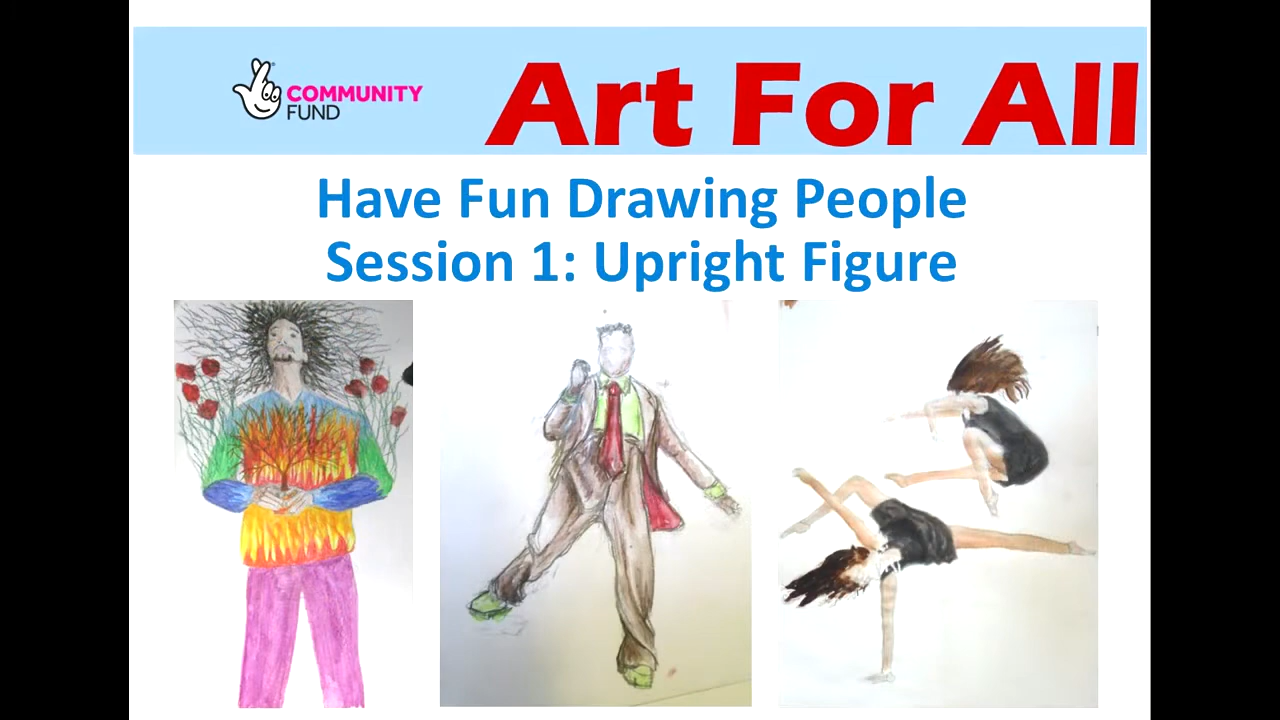 COMMUNITY
FUND
Art For All
Have Fun Drawing People
Session 1: Upright Figure